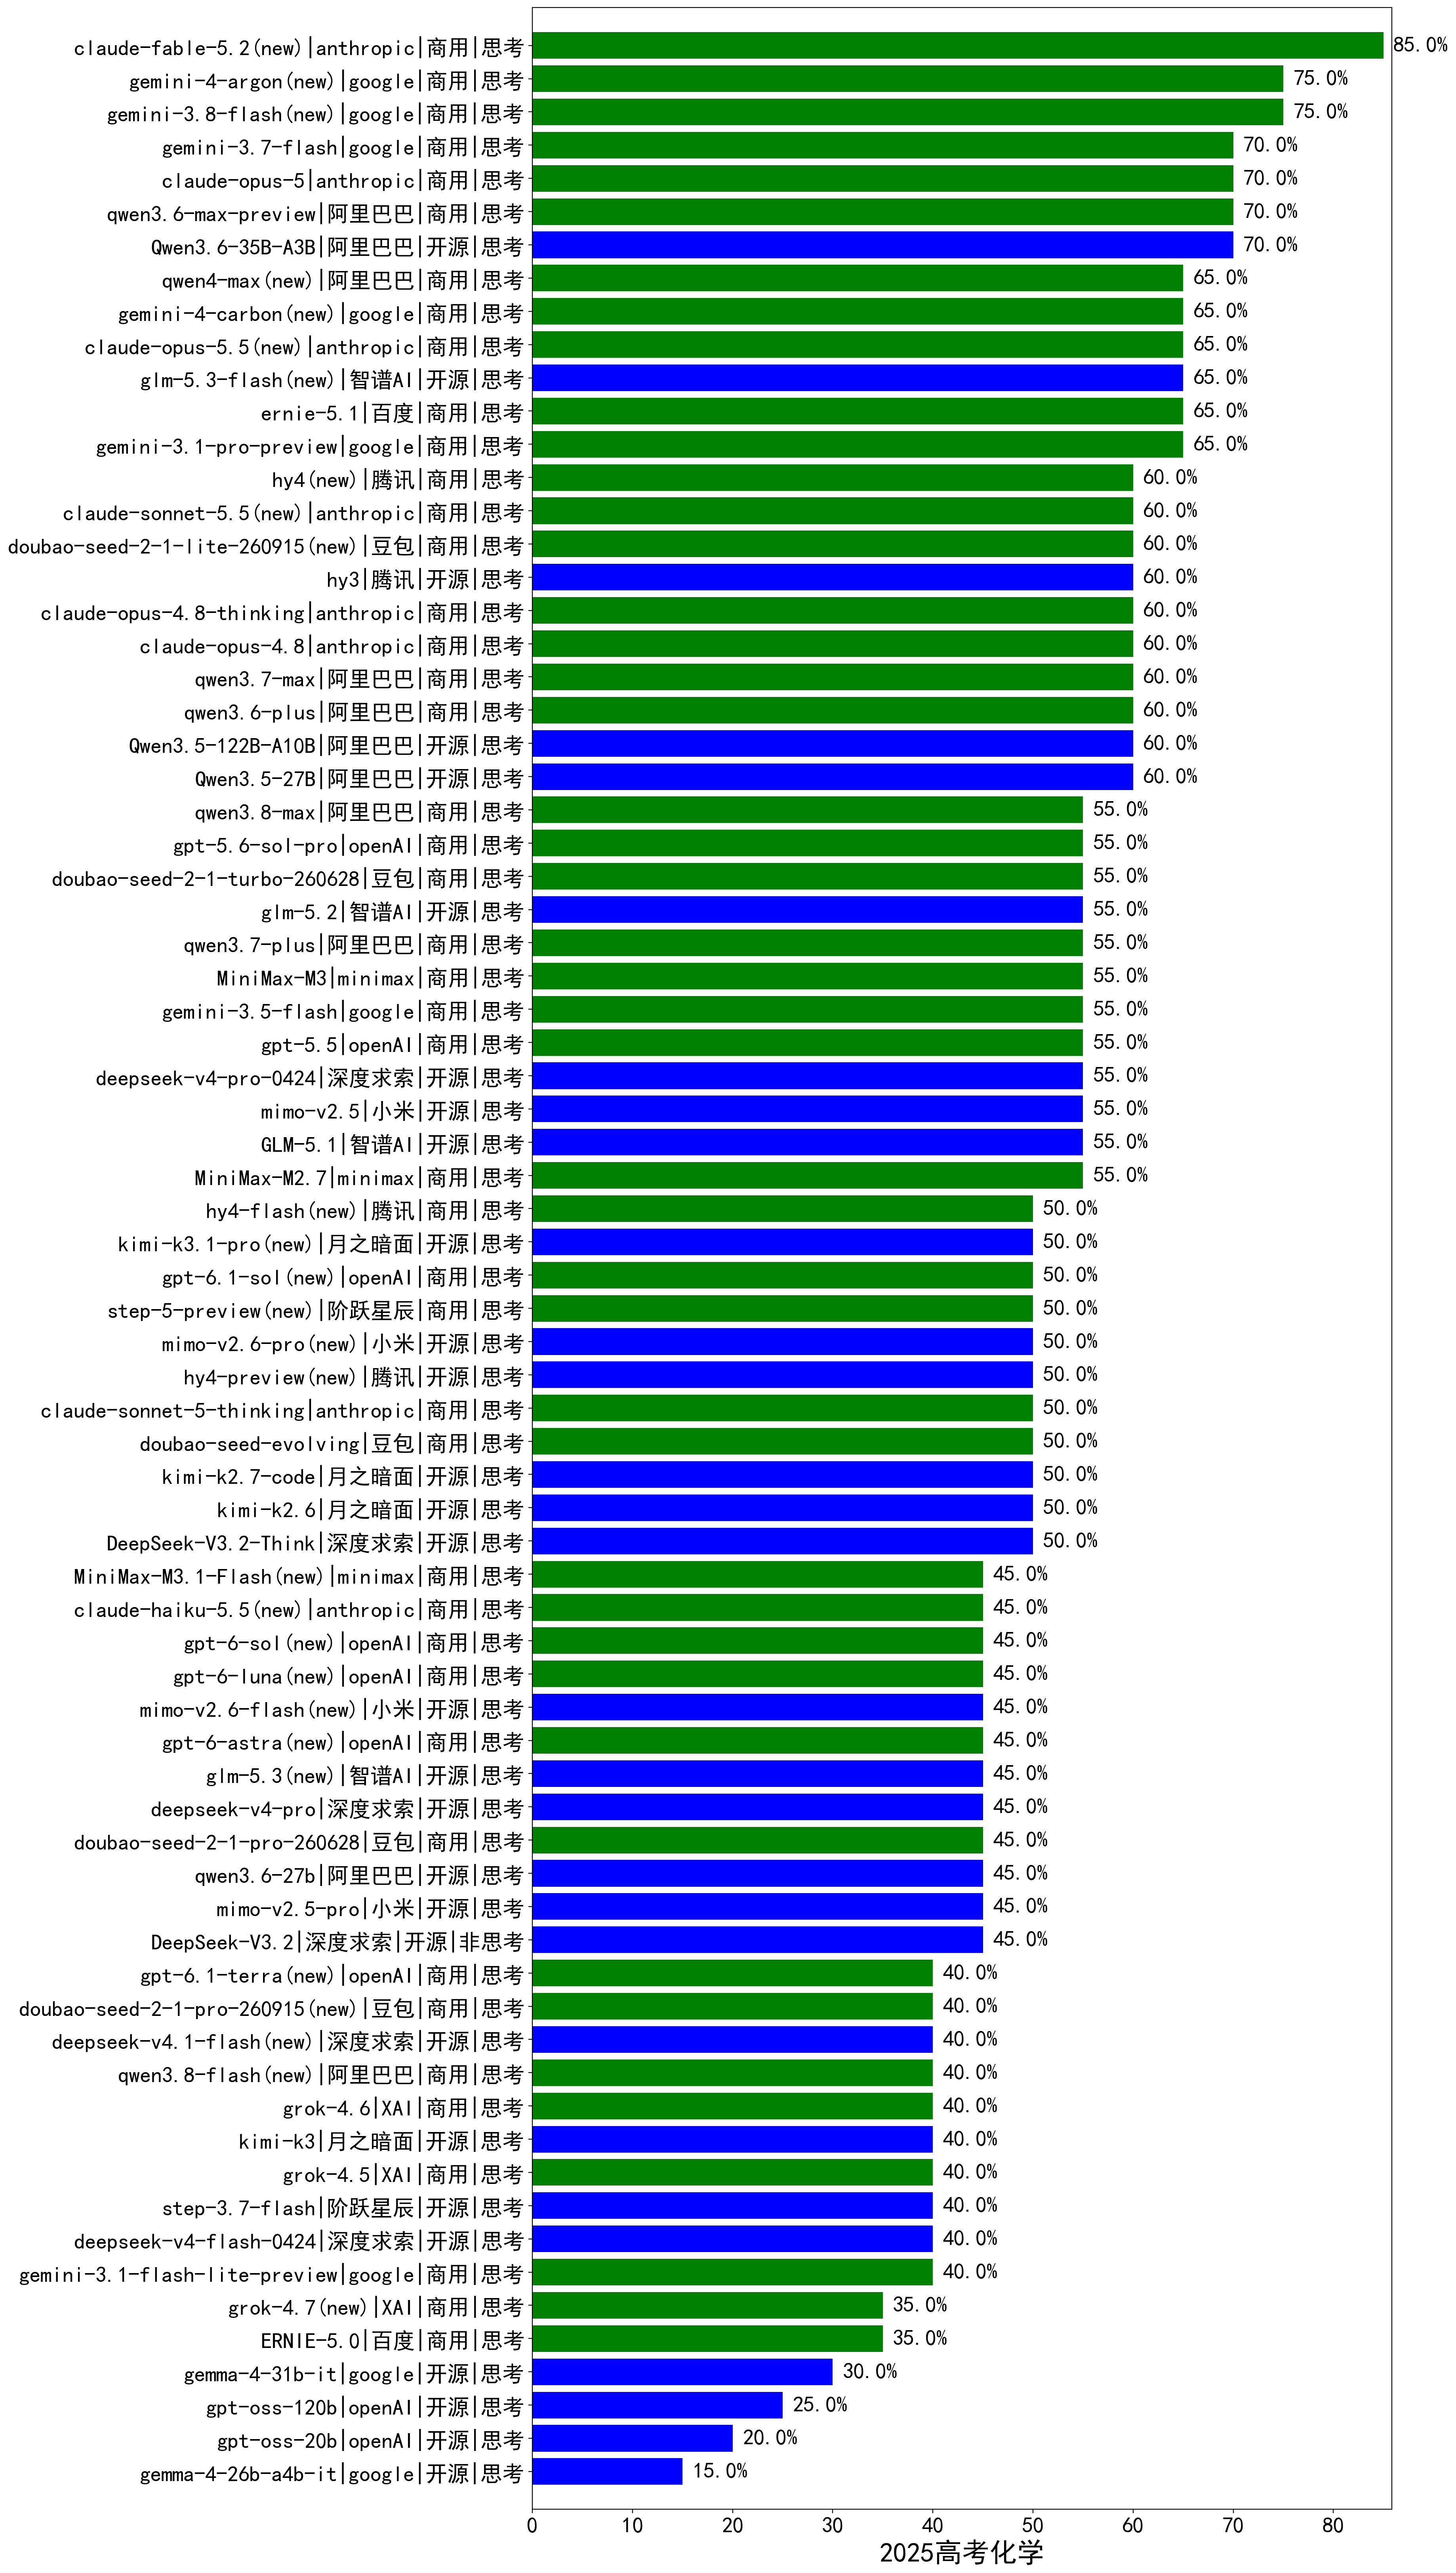 claude-fable-5.2(new)|anthropic|商用|思考 85.0%
gemini-4-argon(new)|google|商用|思考 75.0%
gemini-3.8-flash(new)|google|商用|思考 75.0%
gemini-3.7-flash|google|商用|思考 70.0%
claude-opus-5|anthropic|商用|思考 70.0%
qwen3.6-max-preview|阿里巴巴|商用|思考 70.0%
Qwen3.6-35B-A3B|阿里巴巴|开源|思考 70.0%
qwen4-max(new)|阿里巴巴|商用|思考 65.0%
gemini-4-carbon(new)|google|商用|思考 65.0%
claude-opus-5.5(new)|anthropic|商用|思考 65.0%
glm-5.3-flash(new)|智谱AI|开源|思考 65.0%
ernie-5.1|百度|商用|思考 65.0%
gemini-3.1-pro-preview|google|商用|思考 65.0%
hy4(new)|腾讯|商用|思考 60.0%
claude-sonnet-5.5(new)|anthropic|商用|思考 60.0%
doubao-seed-2-1-lite-260915(new)|豆包|商用|思考 60.0%
hy3|腾讯|开源|思考 60.0%
claude-opus-4.8-thinking|anthropic|商用|思考 60.0%
claude-opus-4.8|anthropic|商用|思考 60.0%
qwen3.7-max|阿里巴巴|商用|思考 60.0%
qwen3.6-plus|阿里巴巴|商用|思考 60.0%
Qwen3.5-122B-A10B|阿里巴巴|开源|思考 60.0%
Qwen3.5-27B|阿里巴巴|开源|思考 60.0%
qwen3.8-max|阿里巴巴|商用|思考 55.0%
gpt-5.6-sol-pro|openAI|商用|思考 55.0%
doubao-seed-2-1-turbo-260628|豆包|商用|思考 55.0%
glm-5.2|智谱AI|开源|思考 55.0%
qwen3.7-plus|阿里巴巴|商用|思考 55.0%
MiniMax-M3|minimax|商用|思考 55.0%
gemini-3.5-flash|google|商用|思考 55.0%
gpt-5.5|openAI|商用|思考 55.0%
deepseek-v4-pro-0424|深度求索|开源|思考 55.0%
mimo-v2.5|小米|开源|思考 55.0%
GLM-5.1|智谱AI|开源|思考 55.0%
MiniMax-M2.7|minimax|商用|思考 55.0%
hy4-flash(new)|腾讯|商用|思考 50.0%
kimi-k3.1-pro(new)|月之暗面|开源|思考 50.0%
gpt-6.1-sol(new)|openAI|商用|思考 50.0%
step-5-preview(new)|阶跃星辰|商用|思考 50.0%
mimo-v2.6-pro(new)|小米|开源|思考 50.0%
hy4-preview(new)|腾讯|开源|思考 50.0%
claude-sonnet-5-thinking|anthropic|商用|思考 50.0%
doubao-seed-evolving|豆包|商用|思考 50.0%
kimi-k2.7-code|月之暗面|开源|思考 50.0%
kimi-k2.6|月之暗面|开源|思考 50.0%
DeepSeek-V3.2-Think|深度求索|开源|思考 50.0%
MiniMax-M3.1-Flash(new)|minimax|商用|思考 45.0%
claude-haiku-5.5(new)|anthropic|商用|思考 45.0%
gpt-6-sol(new)|openAI|商用|思考 45.0%
gpt-6-luna(new)|openAI|商用|思考 45.0%
mimo-v2.6-flash(new)|小米|开源|思考 45.0%
gpt-6-astra(new)|openAI|商用|思考 45.0%
glm-5.3(new)|智谱AI|开源|思考 45.0%
deepseek-v4-pro|深度求索|开源|思考 45.0%
doubao-seed-2-1-pro-260628|豆包|商用|思考 45.0%
qwen3.6-27b|阿里巴巴|开源|思考 45.0%
mimo-v2.5-pro|小米|开源|思考 45.0%
DeepSeek-V3.2|深度求索|开源|非思考 45.0%
gpt-6.1-terra(new)|openAI|商用|思考 40.0%
doubao-seed-2-1-pro-260915(new)|豆包|商用|思考 40.0%
deepseek-v4.1-flash(new)|深度求索|开源|思考 40.0%
qwen3.8-flash(new)|阿里巴巴|商用|思考 40.0%
grok-4.6|XAI|商用|思考 40.0%
kimi-k3|月之暗面|开源|思考 40.0%
grok-4.5|XAI|商用|思考 40.0%
step-3.7-flash|阶跃星辰|开源|思考 40.0%
deepseek-v4-flash-0424|深度求索|开源|思考 40.0%
gemini-3.1-flash-lite-preview|google|商用|思考 40.0%
grok-4.7(new)|XAI|商用|思考 35.0%
ERNIE-5.0|百度|商用|思考 35.0%
gemma-4-31b-it|google|开源|思考 30.0%
gpt-oss-120b|openAI|开源|思考 25.0%
gpt-oss-20b|openAI|开源|思考 20.0%
gemma-4-26b-a4b-it|google|开源|思考 15.0%
0 10 20 30 40 50 60 70 80
2025高考化学